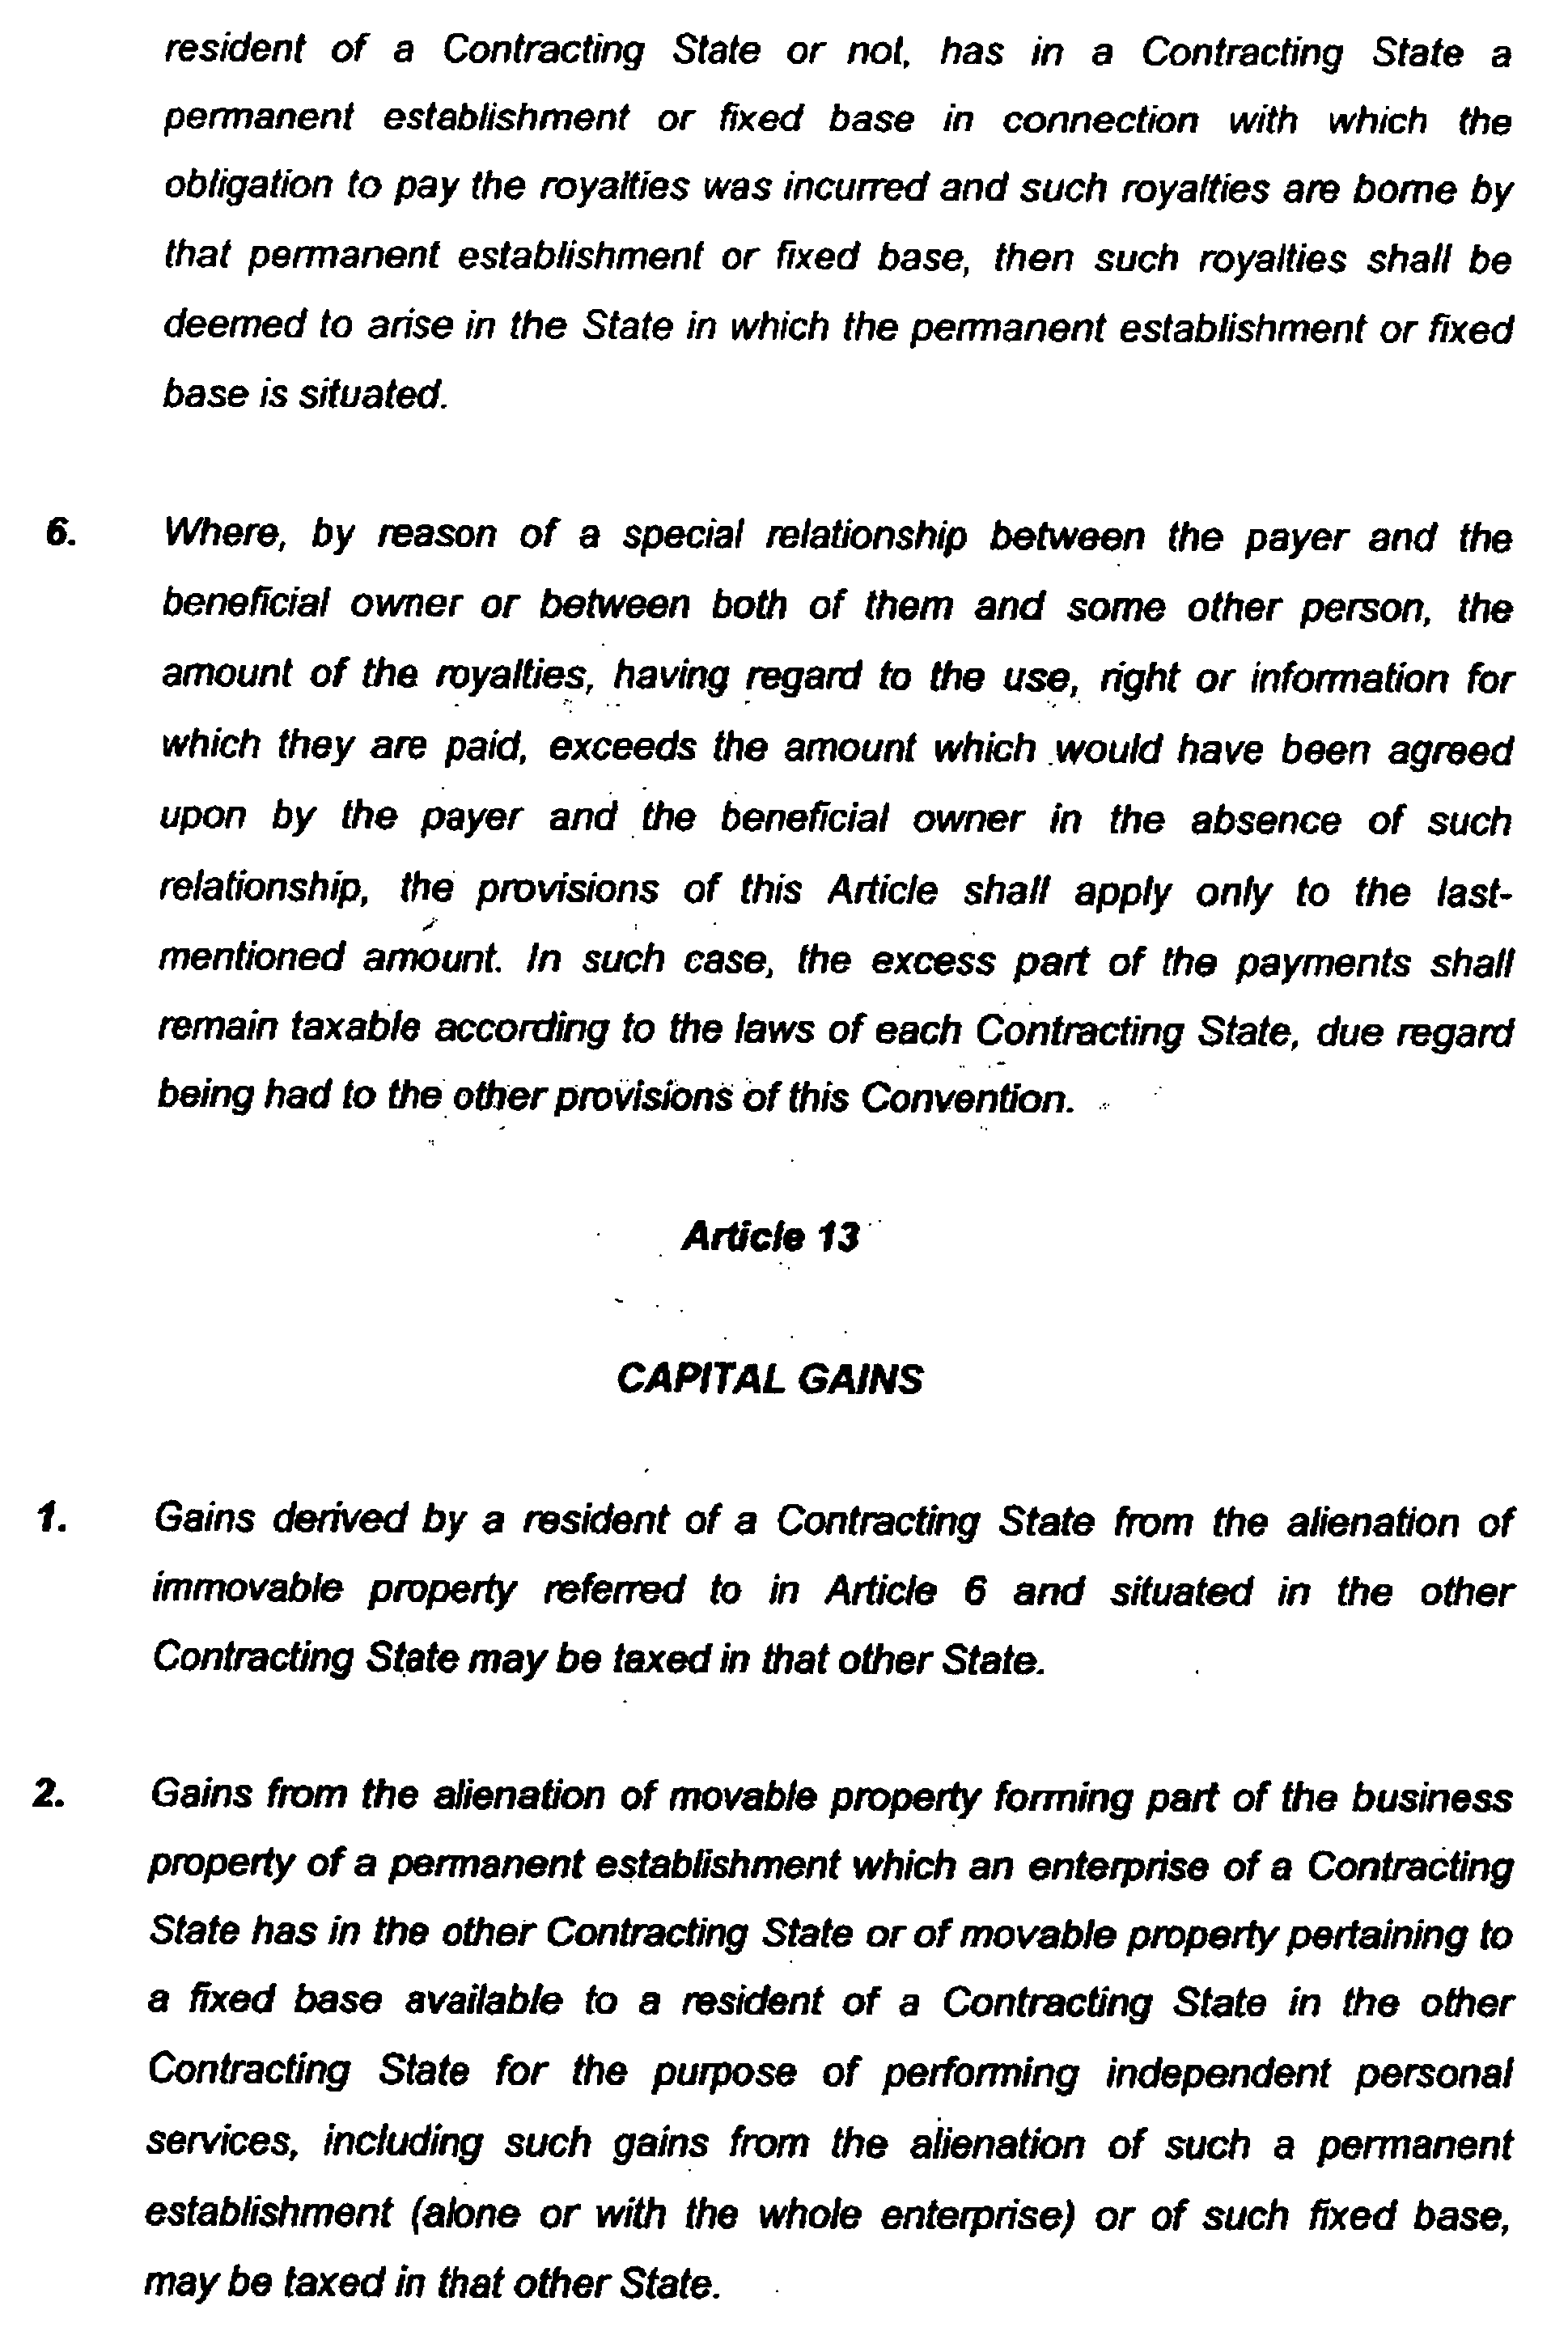 resident of a Contracting State or not, has in a Contracting State a
permanent establishment or fixed base in connection with which the
obligation to pay the royalties was incurred and such royalties are borne by
that permanent establishment or fixed base, then such royalties shall be
deemed to arise in the State in which the permanent establishment or fixed
base is situated.
6. Where, by reason of a special relationship between the payer and the
beneficial owner or between both of them and some other person, the
amount of the royalties, having regard to the use, right or information for
which they are paid, exceeds the amount which would have been agreed
upon by the payer and the beneficial owner in the absence of such
relationship, the provisions of this Article shall apply only to the last-
mentioned amount. In such case, the excess part of the payments shall
remain taxable according to the laws of each Contracting State, due regard
being had to the other provisions of this Convention.
Article 13
CAPITAL GAINS
1. Gains derived by a resident of a Contracting State from the alienation of
immovable property referred to in Article 6 and situated in the other
Contracting State may be taxed in that other State.
2. Gains from the alienation of movable property forming part of the business
property of a permanent establishment which an enterprise of a Contracting
State has in the other Contracting State or of movable property pertaining to
a fixed base available to a resident of a Contracting State in the other
Contracting State for the purpose of performing independent personal
services, including such gains from the alienation of such a permanent
establishment (alone or with the whole enterprise) or of such fixed base,
may be taxed in that other State.